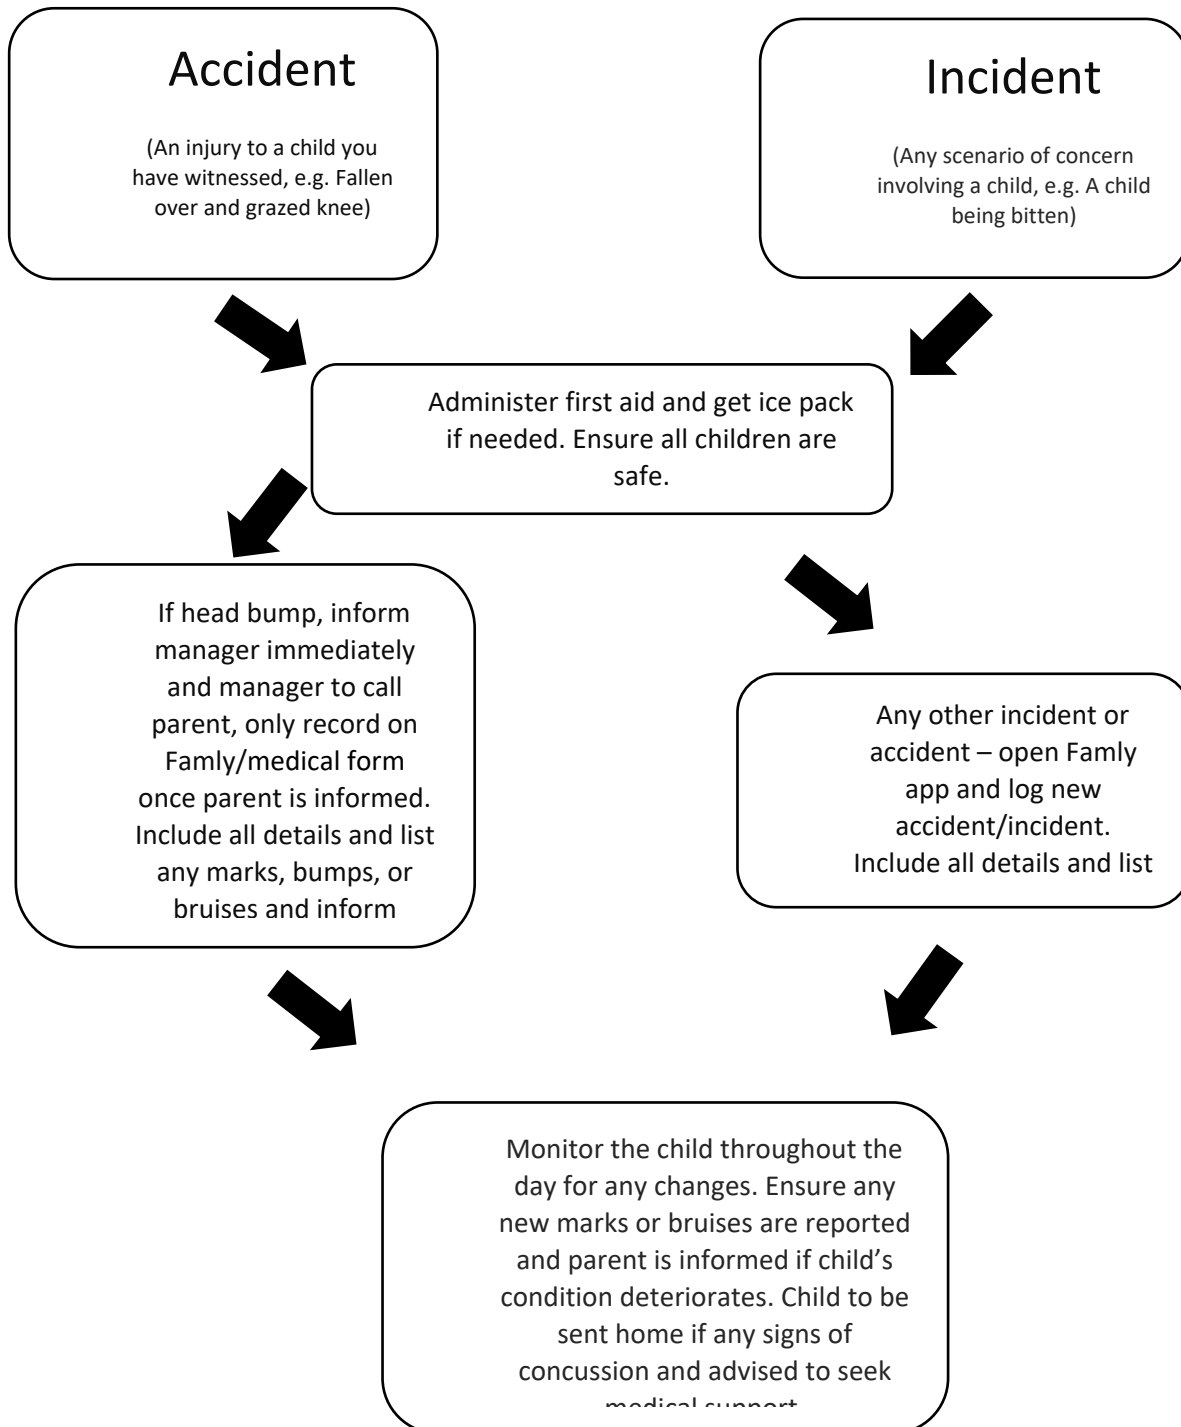 Accident
(An injury to a child you
have witnessed, e.g. Fallen
over and grazed knee)
Incident
(Any scenario of concern
involving a child, e.g. A child
being bitten)
Administer first aid and get ice pack
if needed. Ensure all children are
safe.
If head bump, inform
manager immediately
and manager to call
parent, only record on
Famly/medical form
once parent is informed.
Include all details and list
any marks, bumps, or
bruises and inform
Any other incident or
accident – open Famly
app and log new
accident/incident.
Include all details and list
Monitor the child throughout the
day for any changes. Ensure any
new marks or bruises are reported
and parent is informed if child’s
condition deteriorates. Child to be
sent home if any signs of
concussion and advised to seek
medical support